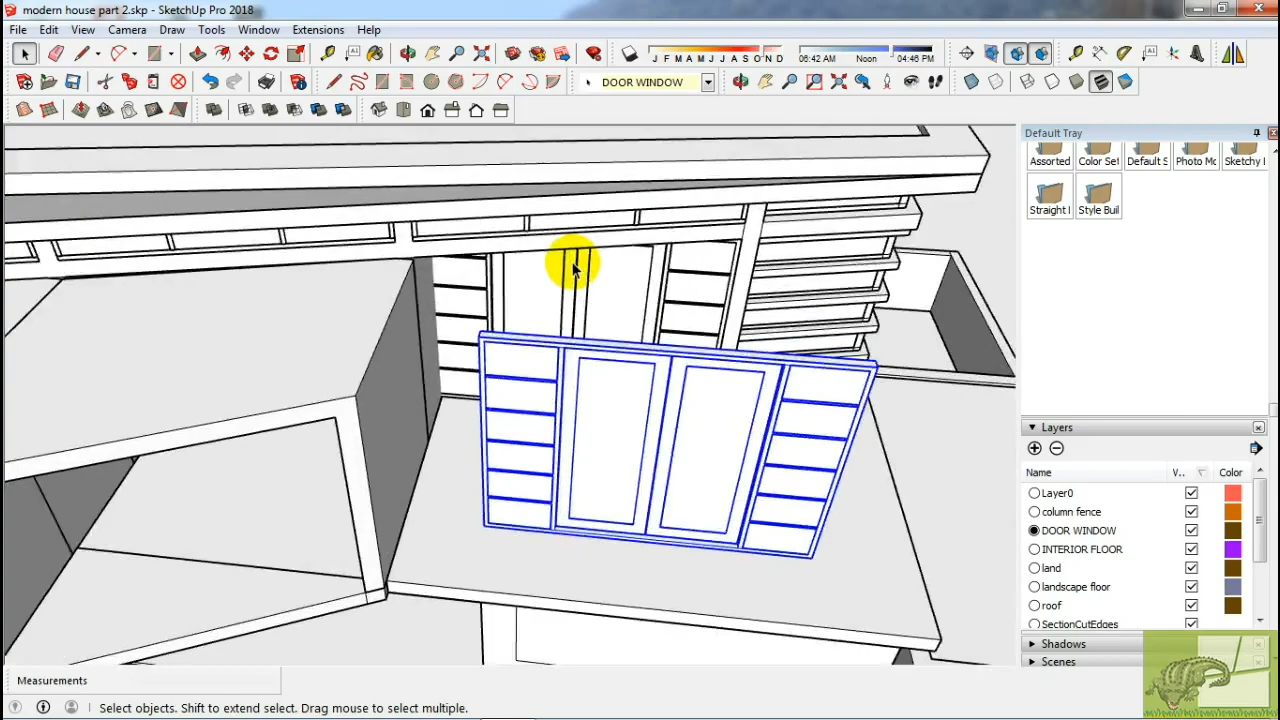 modern house part 2.skp - SketchUp Pro 2018
File Edit View Camera Draw Tools Window Extensions Help
J F M A M J J A S O N D 06:42 AM Noon 04:46 PM
DOOR WINDOW
Default Tray
Assorted Color Set Default S Photo Mo Sketchy I
Straight l Style Buil
Layers
Name V.. Color
Layer0
column fence
DOOR WINDOW
INTERIOR FLOOR
land
landscape floor
roof
SectionCutEdges
Shadows
Scenes
Measurements
Select objects. Shift to extend select. Drag mouse to select multiple.